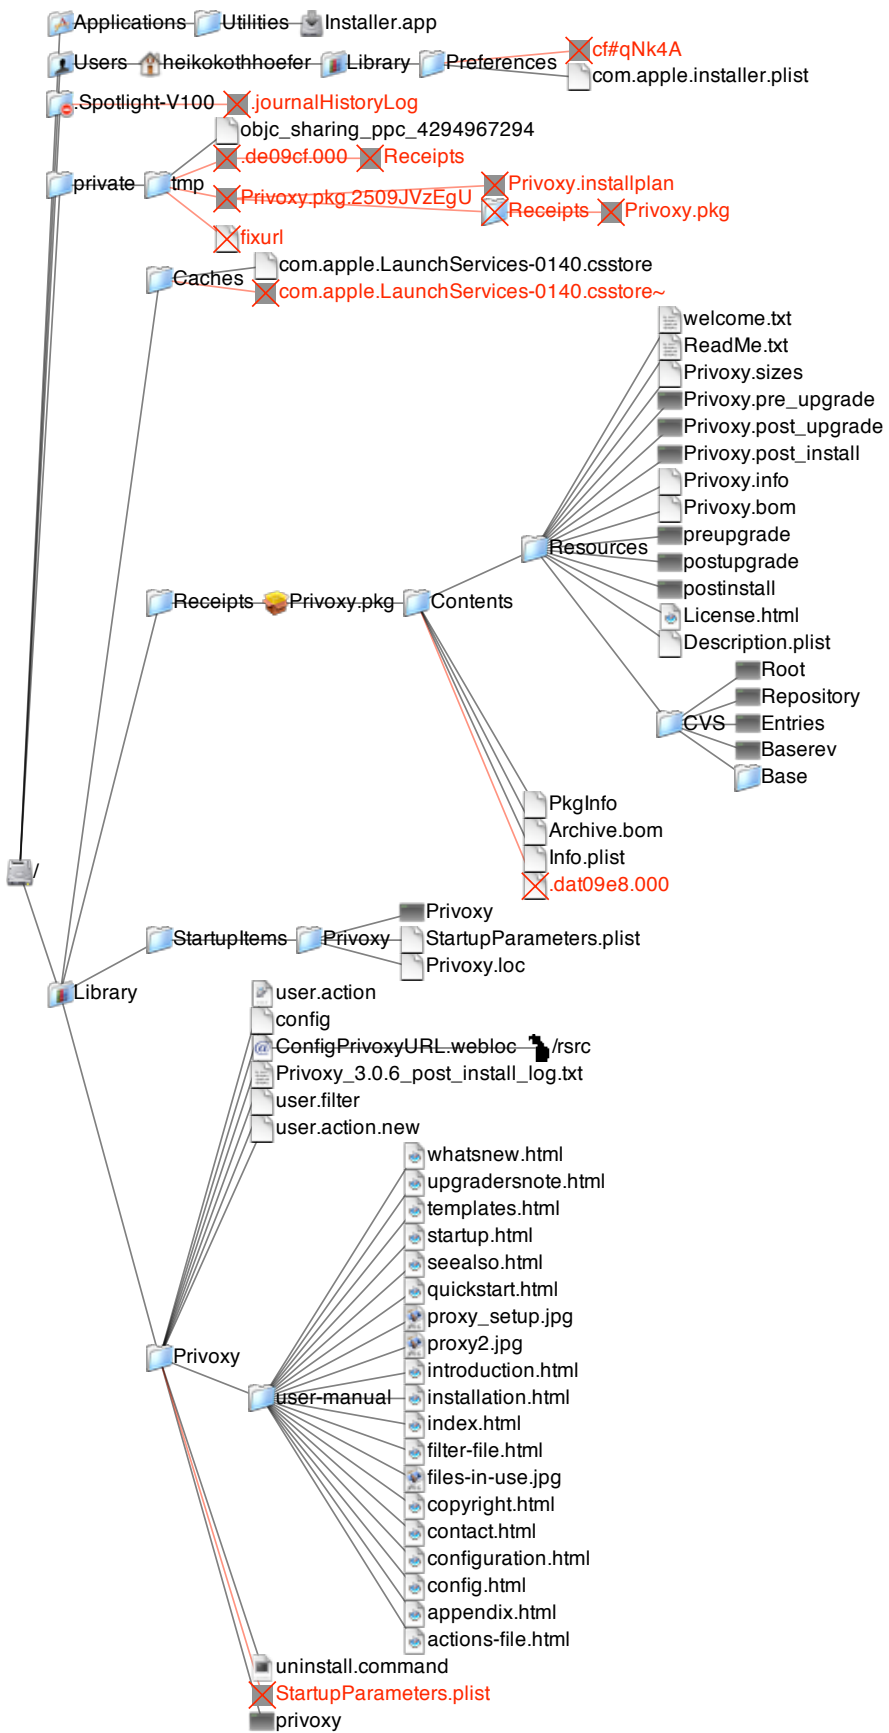 Applications Utilities Installer.app
cf#qNk4A
Users heikokothhoefer Library Preferences
com.apple.installer.plist
.Spotlight-V100 .journalHistoryLog
objc_sharing_ppc_4294967294
.de09cf.000 Receipts
private tmp
Privoxy.installplan
Privoxy.pkg.2509JVzEgU
Receipts Privoxy.pkg
fixurl
com.apple.LaunchServices-0140.csstore
Caches
com.apple.LaunchServices-0140.csstore~
welcome.txt
ReadMe.txt
Privoxy.sizes
Privoxy.pre_upgrade
Privoxy.post_upgrade
Privoxy.post_install
Privoxy.info
Privoxy.bom
preupgrade
Resources
postupgrade
postinstall
Receipts Privoxy.pkg Contents
License.html
Description.plist
Root
Repository
CVS Entries
Baserev
Base
PkgInfo
Archive.bom
Info.plist
/
.dat09e8.000
Privoxy
StartupItems Privoxy StartupParameters.plist
Privoxy.loc
Library
user.action
config
ConfigPrivoxyURL.webloc /rsrc
Privoxy_3.0.6_post_install_log.txt
user.filter
user.action.new
whatsnew.html
upgradersnote.html
templates.html
startup.html
seealso.html
quickstart.html
proxy_setup.jpg
proxy2.jpg
Privoxy
introduction.html
user-manual installation.html
index.html
filter-file.html
files-in-use.jpg
copyright.html
contact.html
configuration.html
config.html
appendix.html
actions-file.html
uninstall.command
StartupParameters.plist
privoxy